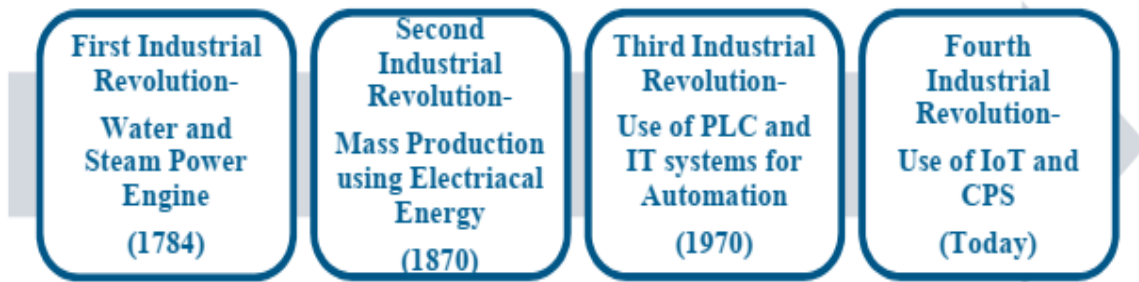 First Industrial
Revolution-
Water and
Steam Power
Engine
(1784)
Second
Industrial
Revolution-
Mass Production
using Electriacal
Energy
(1870)
Third Industrial
Revolution-
Use of PLC and
IT systems for
Automation
(1970)
Fourth
Industrial
Revolution-
Use of IoT and
CPS
(Today)